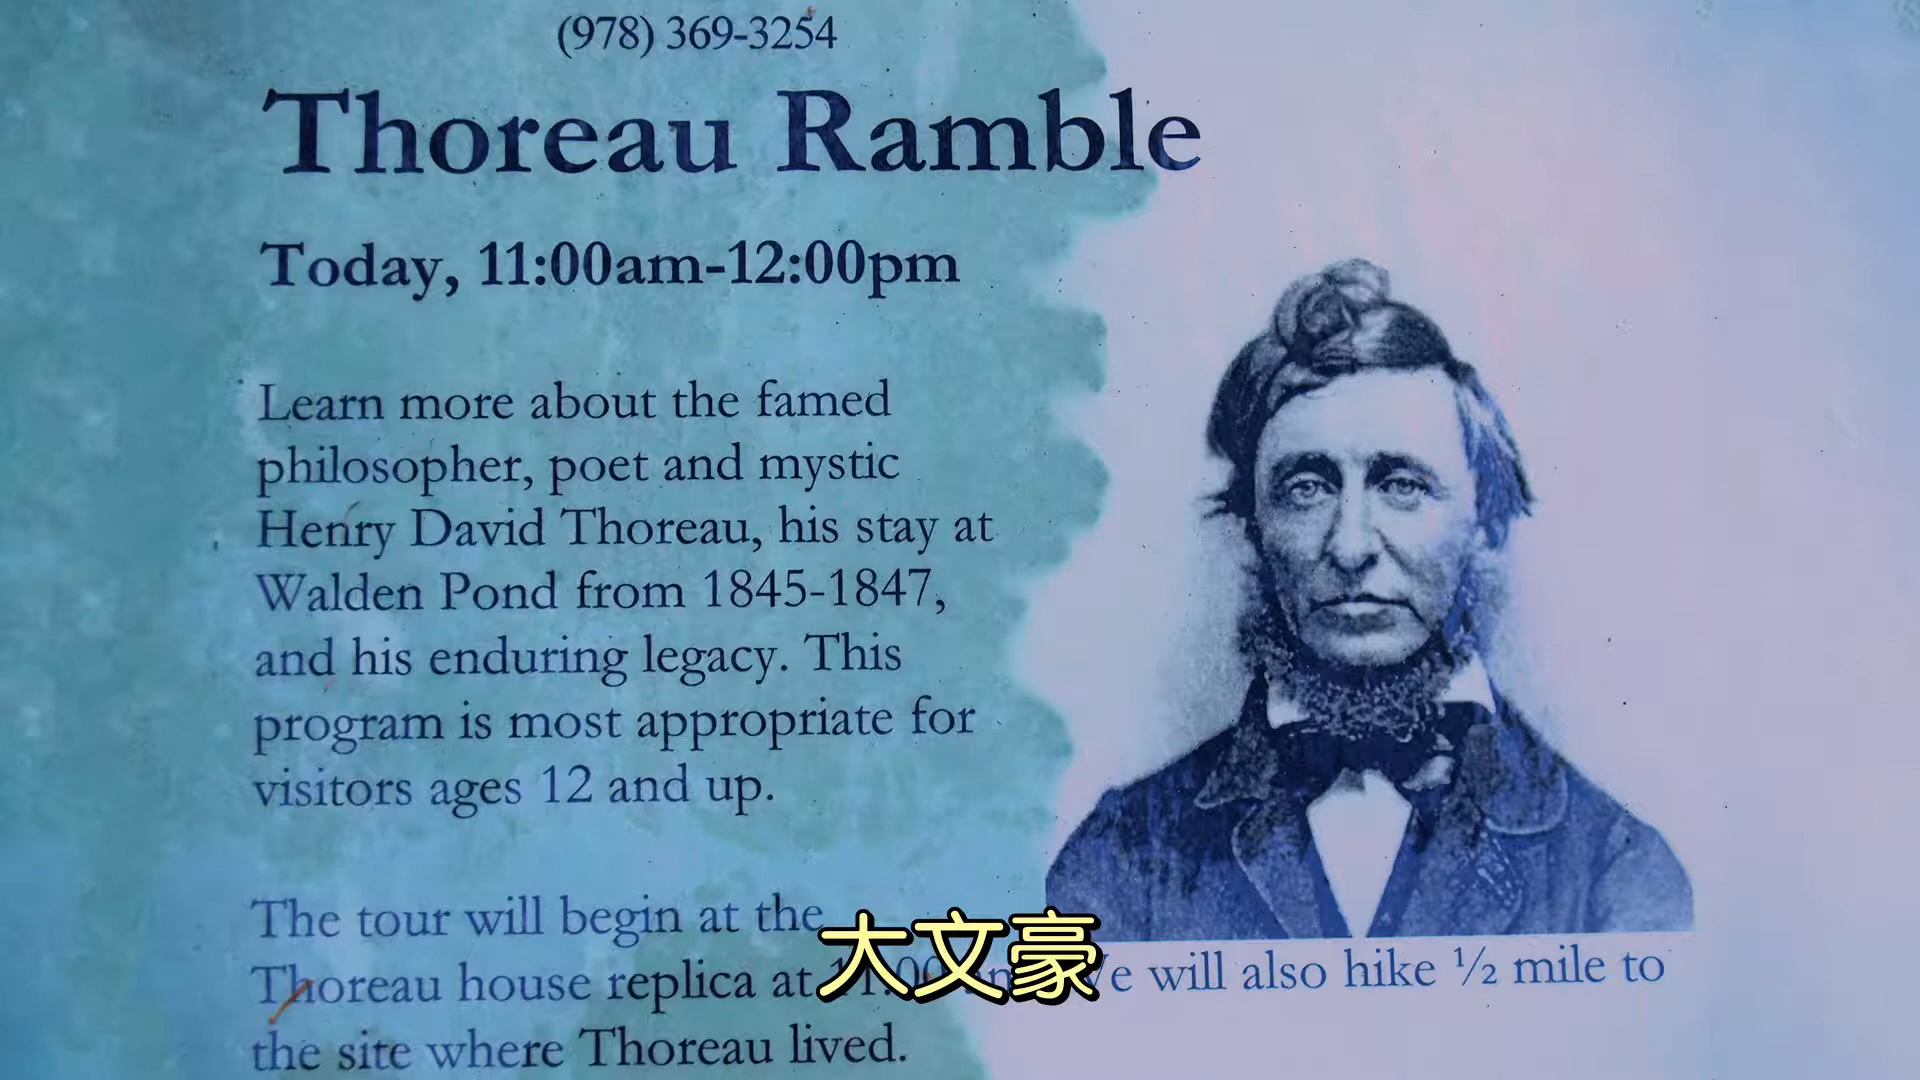 (978) 369-3254
Thoreau Ramble
Today, 11:00am-12:00pm
Learn more about the famed
philosopher, poet and mystic
Henry David Thoreau, his stay at
Walden Pond from 1845-1847,
and his enduring legacy. This
program is most appropriate for
visitors ages 12 and up.
The tour will begin at the
Thoreau house replica at will also hike ½ mile to
the site where Thoreau lived.
大文豪